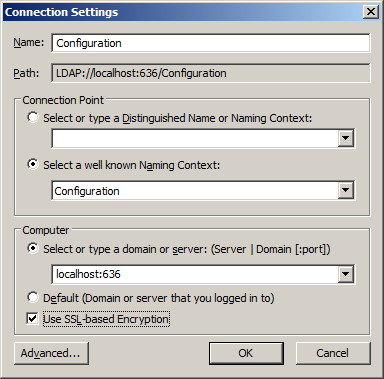 Connection Settings
Name: Configuration
Path: LDAP://localhost:636/Configuration
Connection Point
Select or type a Distinguished Name or Naming Context:
Select a well known Naming Context:
Configuration
Computer
Select or type a domain or server: (Server | Domain [:port])
localhost:636
Default (Domain or server that you logged in to)
Use SSL-based Encryption
Advanced... OK Cancel